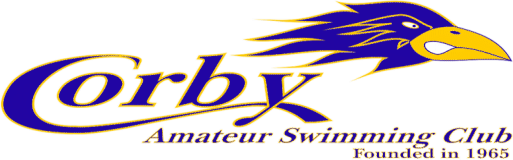 Corby
Amateur Swimming Club
Founded in 1965